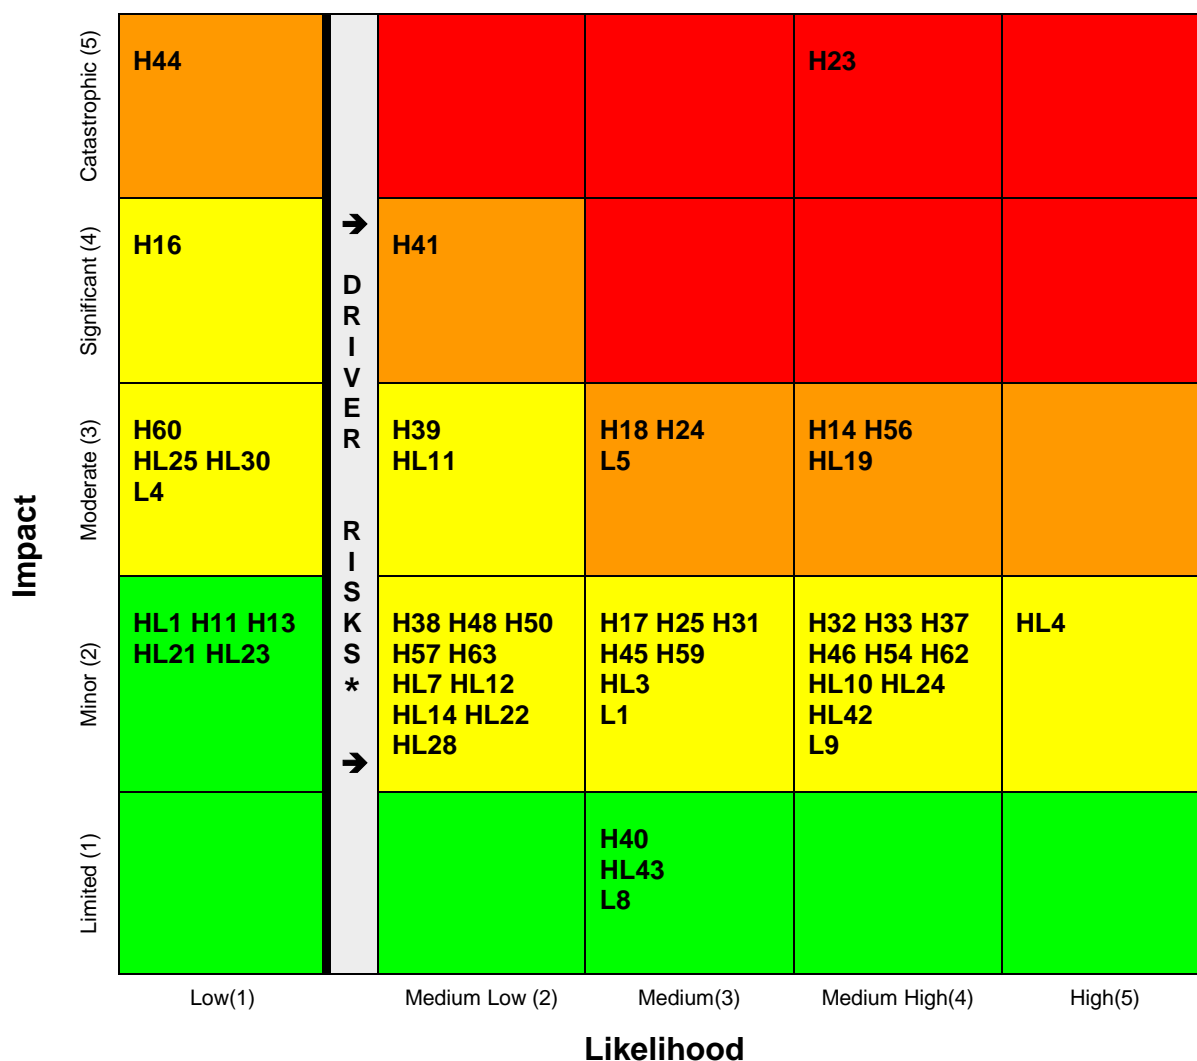 Impact
Catastrophic (5)
H44
H23
Significant (4)
H16
H41
Moderate (3)
H60
HL25 HL30
L4
H39
HL11
H18 H24
L5
H14 H56
HL19
Minor (2)
HL1 H11 H13
HL21 HL23
H38 H48 H50
H57 H63
HL7 HL12
HL14 HL22
HL28
H17 H25 H31
H45 H59
HL3
L1
H32 H33 H37
H46 H54 H62
HL10 HL24
HL42
L9
HL4
Limited (1)
H40
HL43
L8
➔ DRIVER RISKS* ➔
Low(1)
Medium Low (2)
Medium(3)
Medium High(4)
High(5)
Likelihood